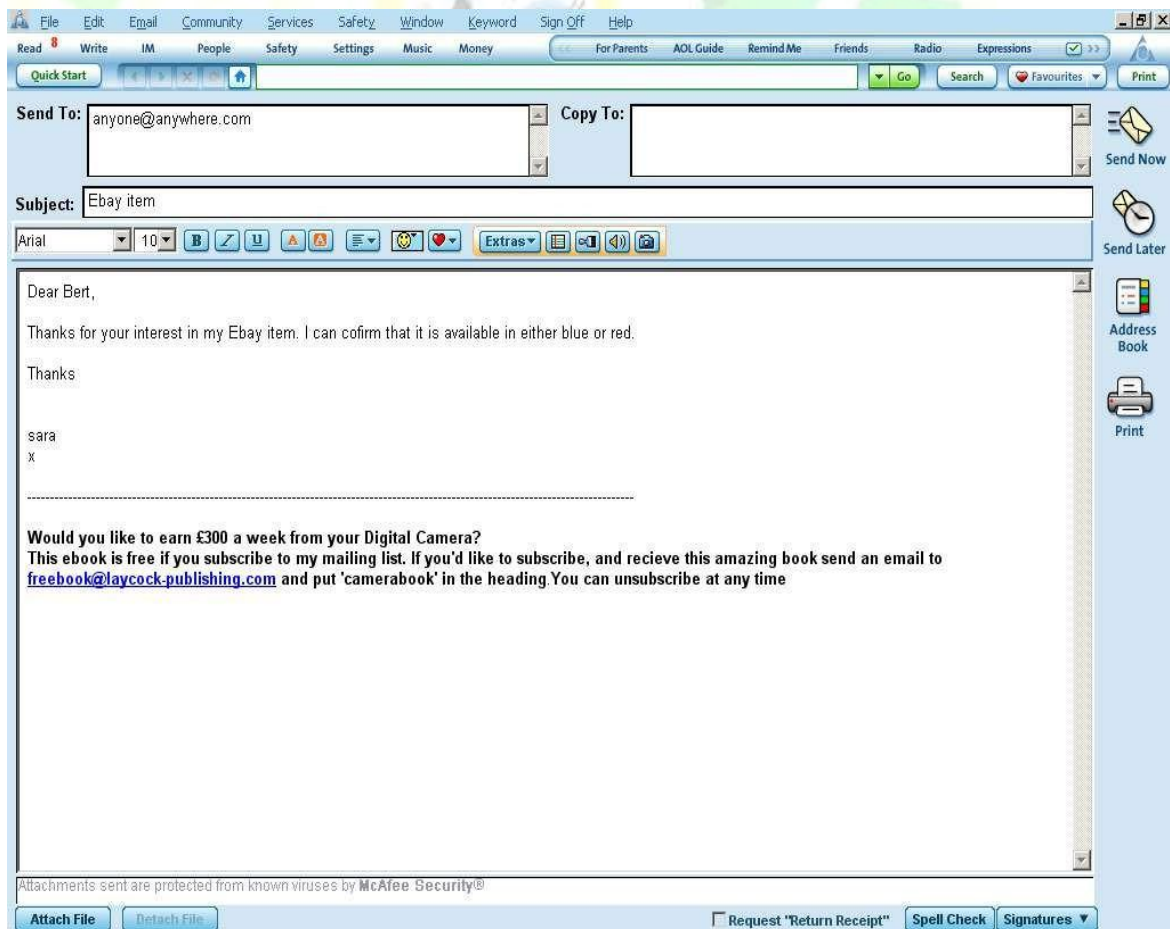 File Edit Email Community Services Safety Window Keyword Sign Off Help
Read 8 Write IM People Safety Settings Music Money For Parents AOL Guide Remind Me Friends Radio Expressions
Quick Start Go Search Favourites Print
Send To: anyone@anywhere.com Copy To:
Send Now
Subject: Ebay item
Arial 10 B I U A A Extras
Send Later
Dear Bert,
Thanks for your interest in my Ebay item. I can cofirm that it is available in either blue or red.
Address
Book
Thanks
Print
sara
x
--------------------------------------------------------------------------------
Would you like to earn £300 a week from your Digital Camera?
This ebook is free if you subscribe to my mailing list. If you'd like to subscribe, and recieve this amazing book send an email to
freebook@laycock-publishing.com and put 'camerabook' in the heading.You can unsubscribe at any time
Attachments sent are protected from known viruses by McAfee Security®
Attach File Detach File Request "Return Receipt" Spell Check Signatures